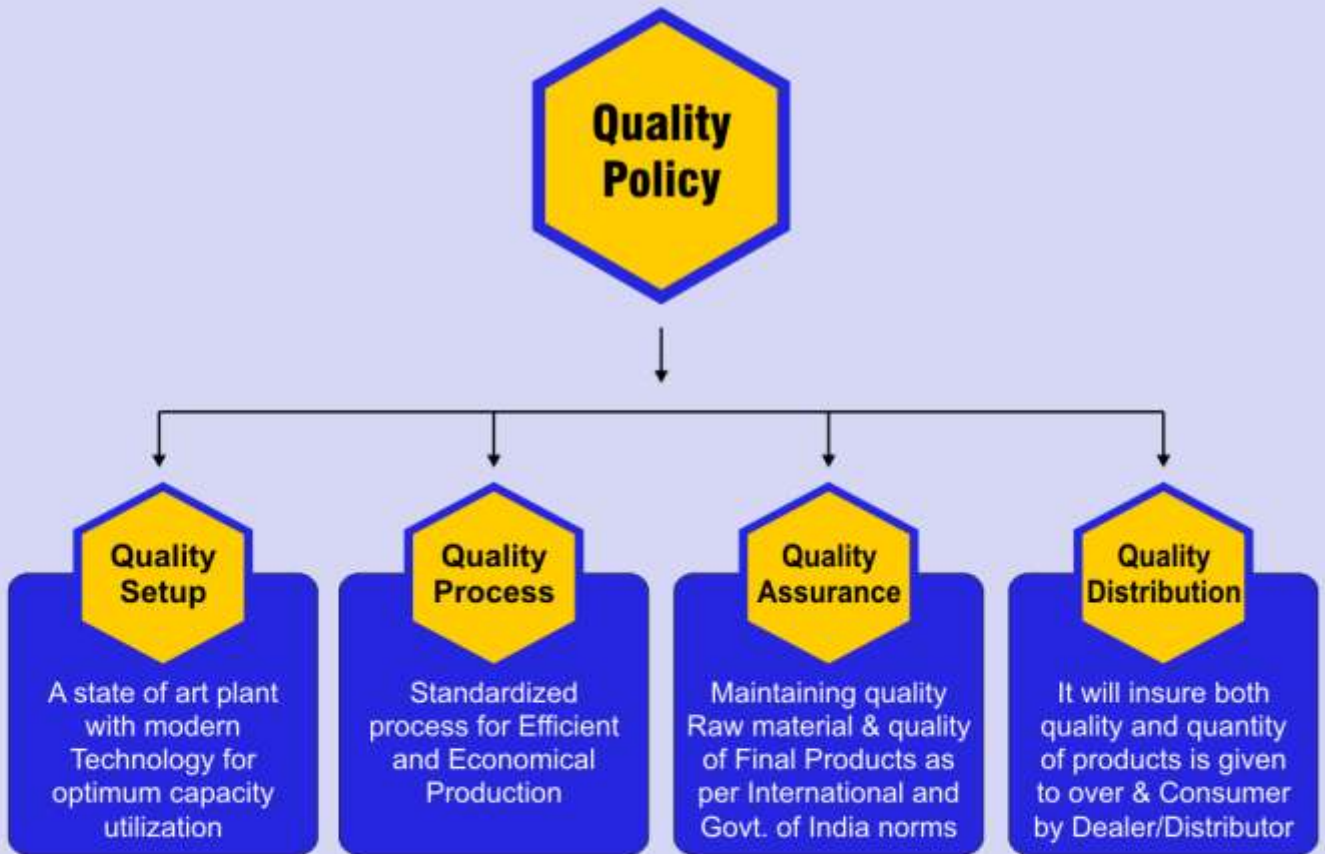 Quality
Policy
Quality
Setup
A state of art plant
with modern
Technology for
optimum capacity
utilization
Quality
Process
Standardized
process for Efficient
and Economical
Production
Quality
Assurance
Maintaining quality
Raw material & quality
of Final Products as
per International and
Govt. of India norms
Quality
Distribution
It will insure both
quality and quantity
of products is given
to over & Consumer
by Dealer/Distributor